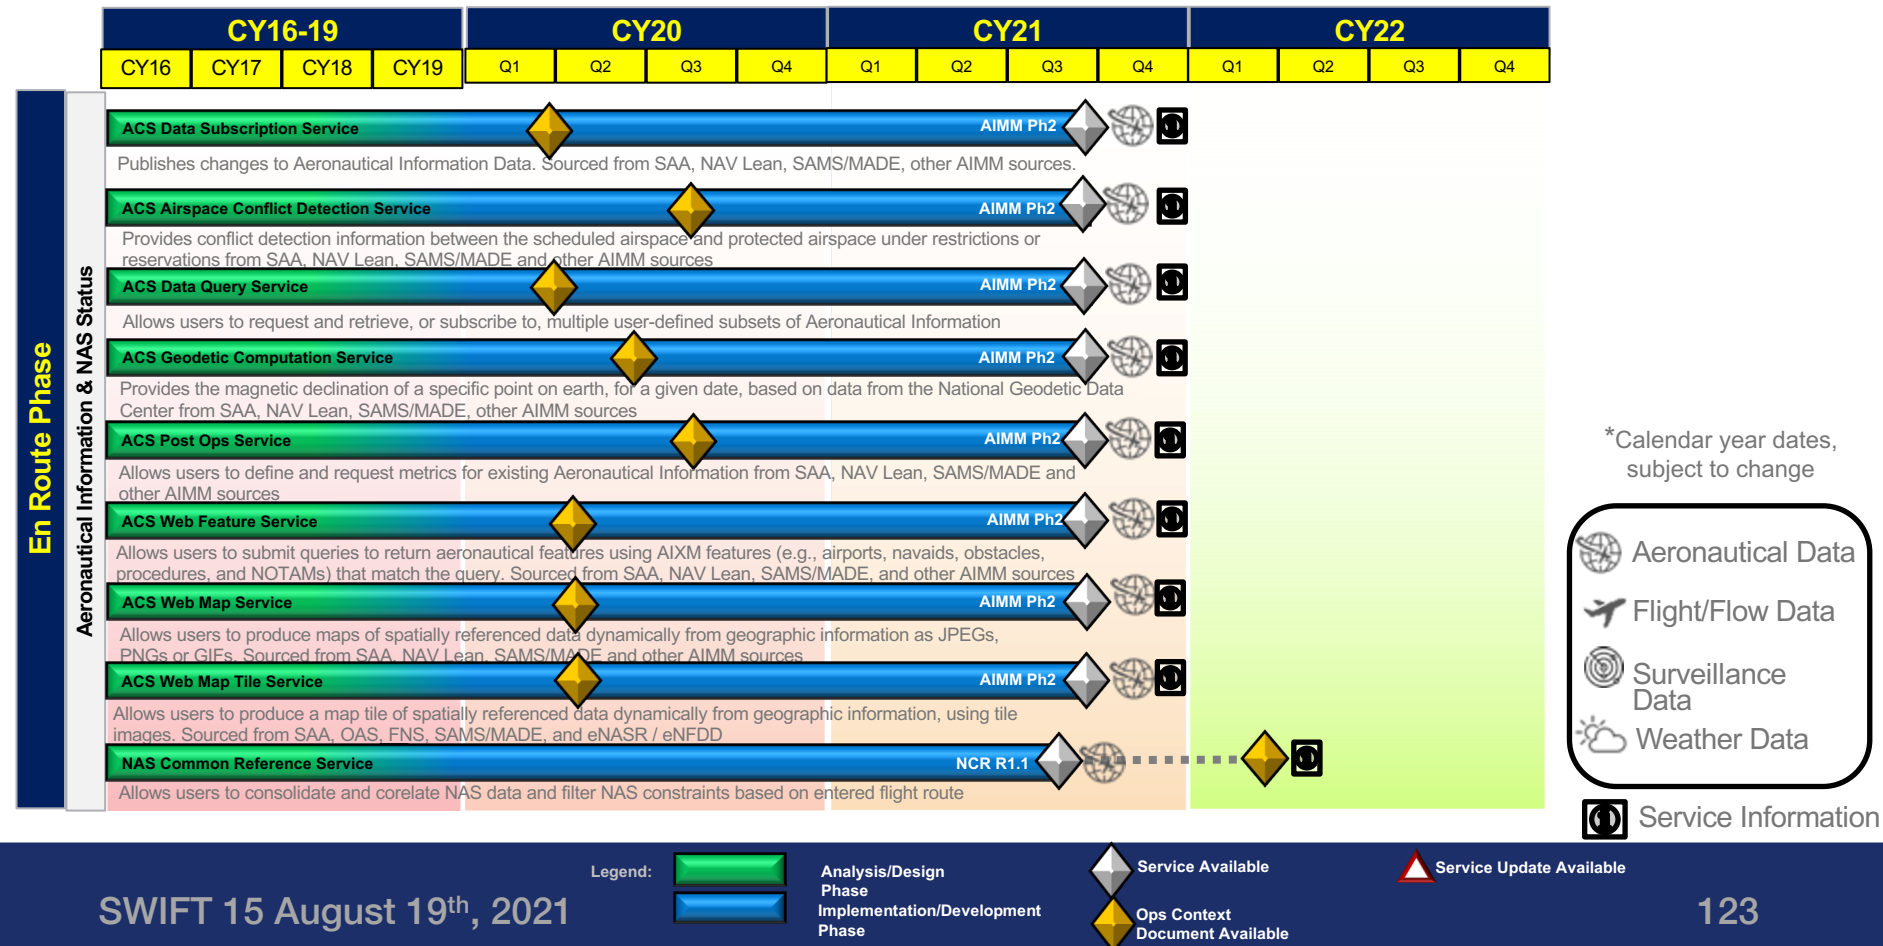 CY16-19 CY20 CY21 CY22
CY16 CY17 CY18 CY19 Q1 Q2 Q3 Q4 Q1 Q2 Q3 Q4 Q1 Q2 Q3 Q4
En Route Phase
Aeronautical Information & NAS Status
ACS Data Subscription Service AIMM Ph2
Publishes changes to Aeronautical Information Data. Sourced from SAA, NAV Lean, SAMS/MADE, other AIMM sources.
ACS Airspace Conflict Detection Service AIMM Ph2
Provides conflict detection information between the scheduled airspace and protected airspace under restrictions or
reservations from SAA, NAV Lean, SAMS/MADE and other AIMM sources
ACS Data Query Service AIMM Ph2
Allows users to request and retrieve, or subscribe to, multiple user-defined subsets of Aeronautical Information
ACS Geodetic Computation Service AIMM Ph2
Provides the magnetic declination of a specific point on earth, for a given date, based on data from the National Geodetic Data
Center from SAA, NAV Lean, SAMS/MADE, other AIMM sources
ACS Post Ops Service AIMM Ph2
Allows users to define and request metrics for existing Aeronautical Information from SAA, NAV Lean, SAMS/MADE and
other AIMM sources
ACS Web Feature Service AIMM Ph2
Allows users to submit queries to return aeronautical features using AIXM features (e.g., airports, navaids, obstacles,
procedures, and NOTAMs) that match the query. Sourced from SAA, NAV Lean, SAMS/MADE, and other AIMM sources
ACS Web Map Service AIMM Ph2
Allows users to produce maps of spatially referenced data dynamically from geographic information as JPEGs,
PNGs or GIFs. Sourced from SAA, NAV Lean, SAMS/MADE and other AIMM sources
ACS Web Map Tile Service AIMM Ph2
Allows users to produce a map tile of spatially referenced data dynamically from geographic information, using tile
images. Sourced from SAA, OAS, FNS, SAMS/MADE, and eNASR / eNFDD
NAS Common Reference Service NCR R1.1
Allows users to consolidate and corelate NAS data and filter NAS constraints based on entered flight route
*Calendar year dates,
subject to change
Aeronautical Data
Flight/Flow Data
Surveillance
Data
Weather Data
Service Information
SWIFT 15 August 19th, 2021
Legend:
Analysis/Design
Phase
Implementation/Development
Phase
Service Available
Ops Context
Document Available
Service Update Available
123